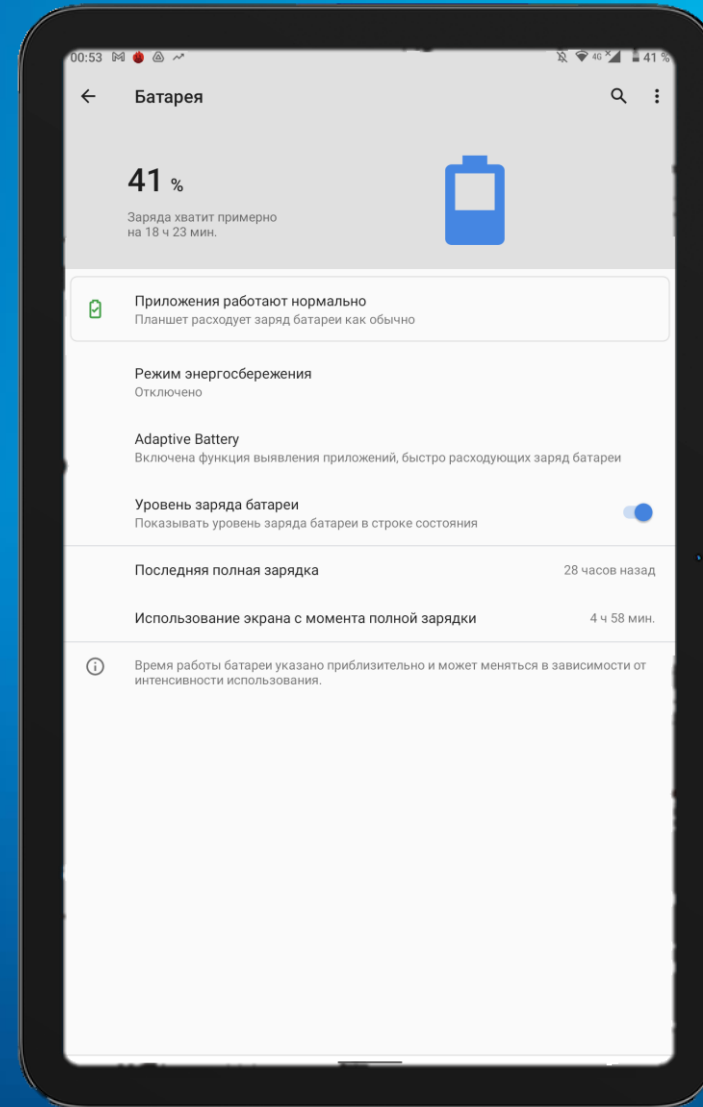 00:53 4G 41 %
Батарея
41 %
Заряда хватит примерно
на 18 ч 23 мин.
Приложения работают нормально
Планшет расходует заряд батареи как обычно
Режим энергосбережения
Отключено
Adaptive Battery
Включена функция выявления приложений, быстро расходующих заряд батареи
Уровень заряда батареи
Показывать уровень заряда батареи в строке состояния
Последняя полная зарядка 28 часов назад
Использование экрана с момента полной зарядки 4 ч 58 мин.
Время работы батареи указано приблизительно и может меняться в зависимости от
интенсивности использования.